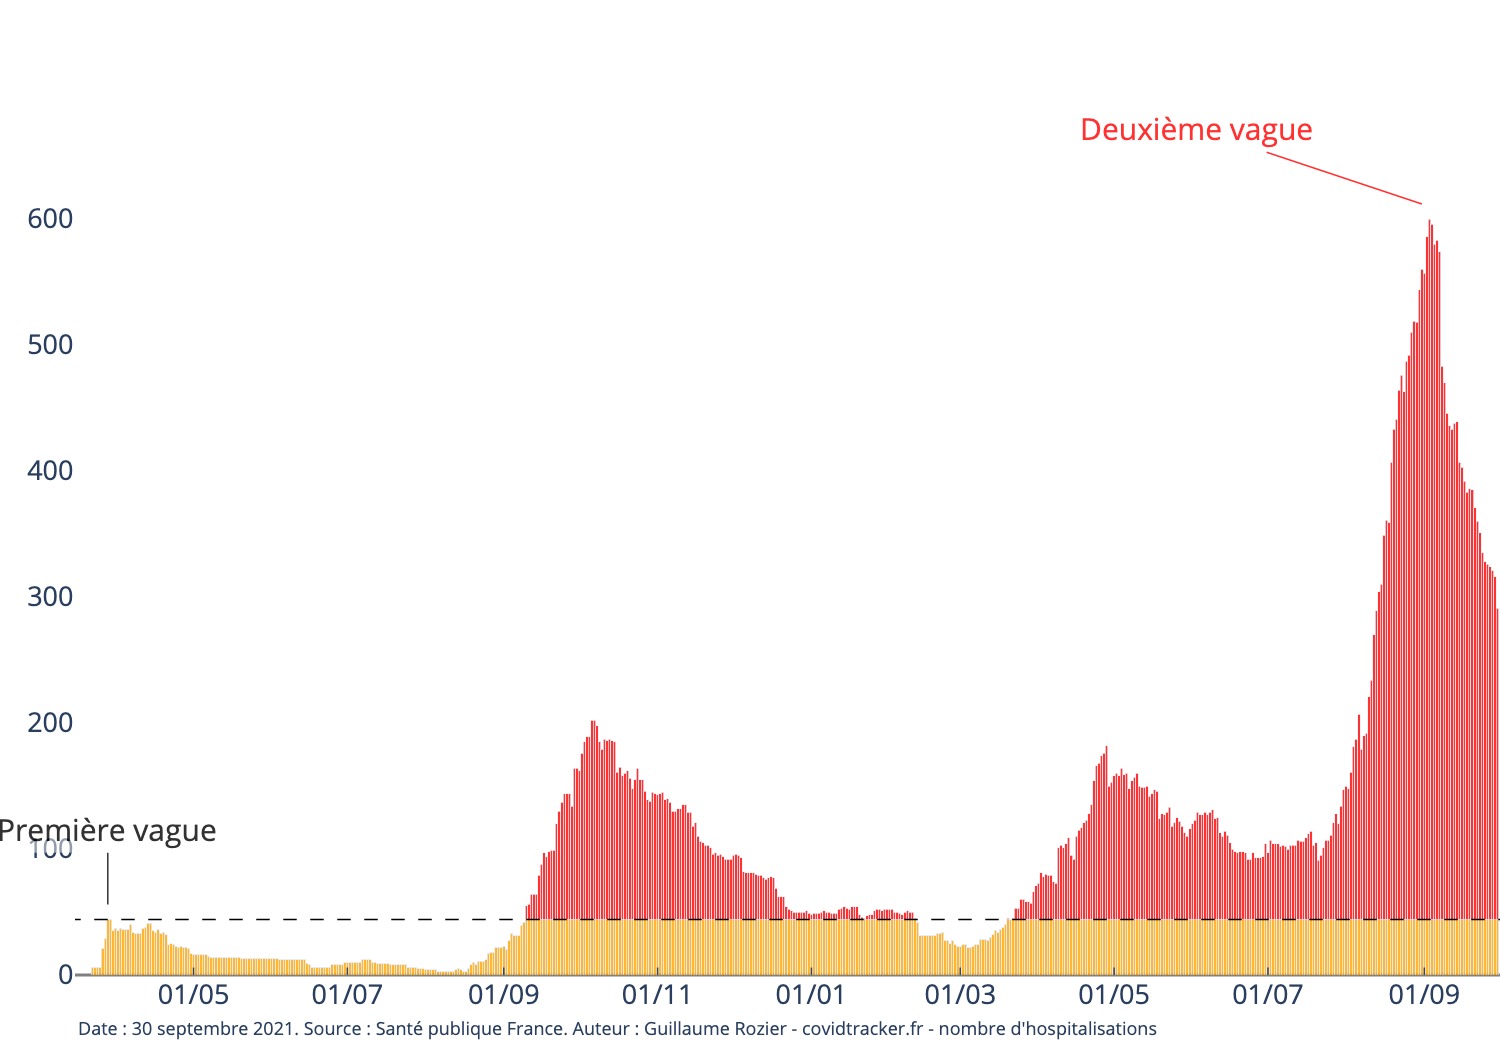 Deuxième vague
600
500
400
300
200
Première vague
100
0
01/05 01/07 01/09 01/11 01/01 01/03 01/05 01/07 01/09
Date : 30 septembre 2021. Source : Santé publique France. Auteur : Guillaume Rozier - covidtracker.fr - nombre d'hospitalisations